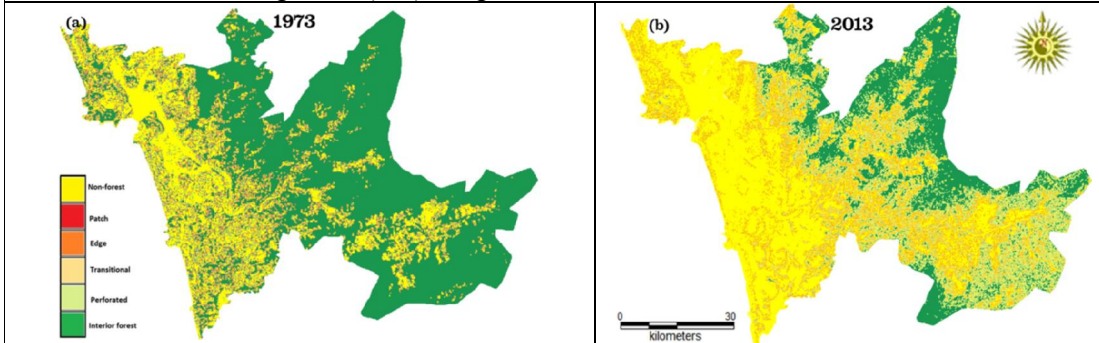 (a)
1973
Non-forest
Patch
Edge
Transitional
Perforated
Interior forest
(b)
2013
0 30
kilometers